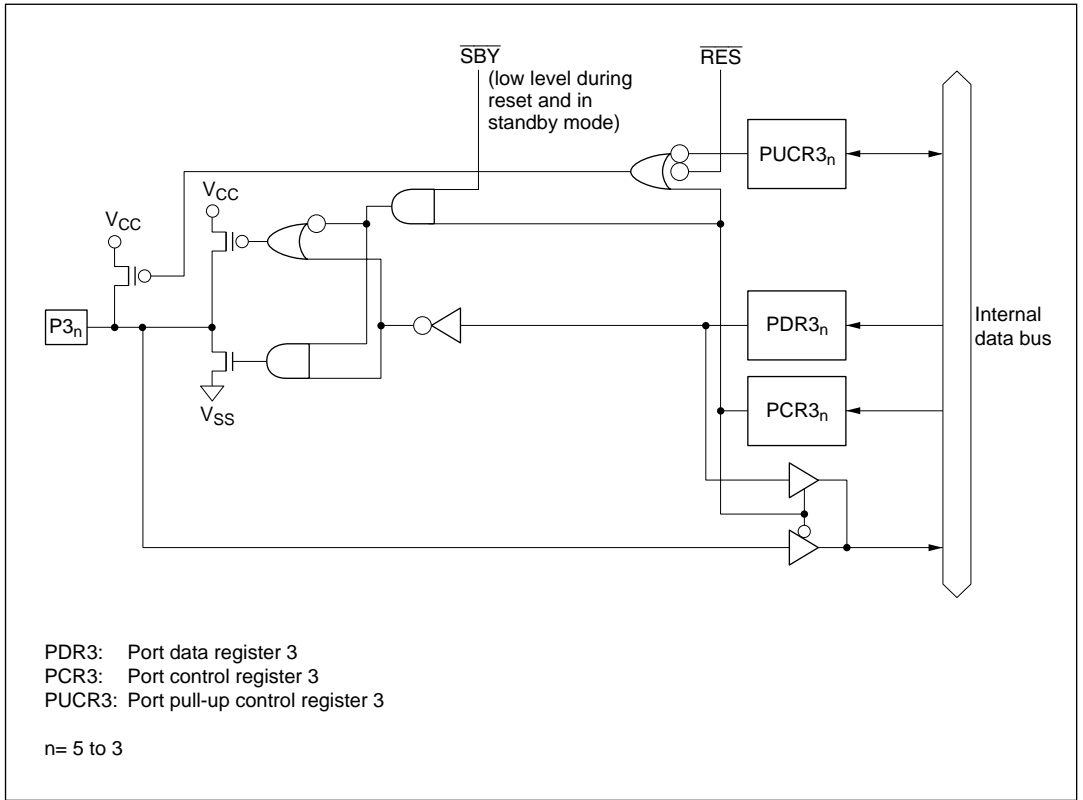 SBY
(low level during
reset and in
standby mode)
RES
PUCR3n
VCC
VCC
P3n
VSS
PDR3n
PCR3n
Internal
data bus
PDR3: Port data register 3
PCR3: Port control register 3
PUCR3: Port pull-up control register 3
n= 5 to 3